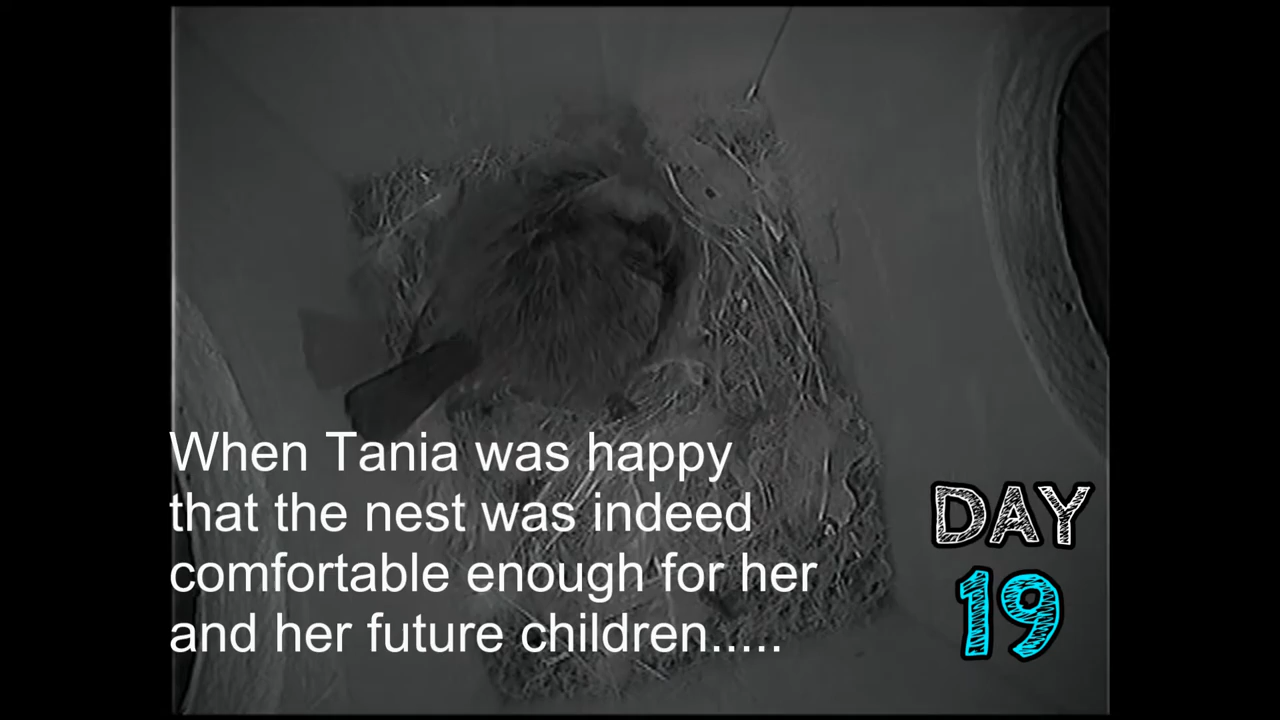 When Tania was happy
that the nest was indeed
comfortable enough for her
and her future children.....
DAY
19